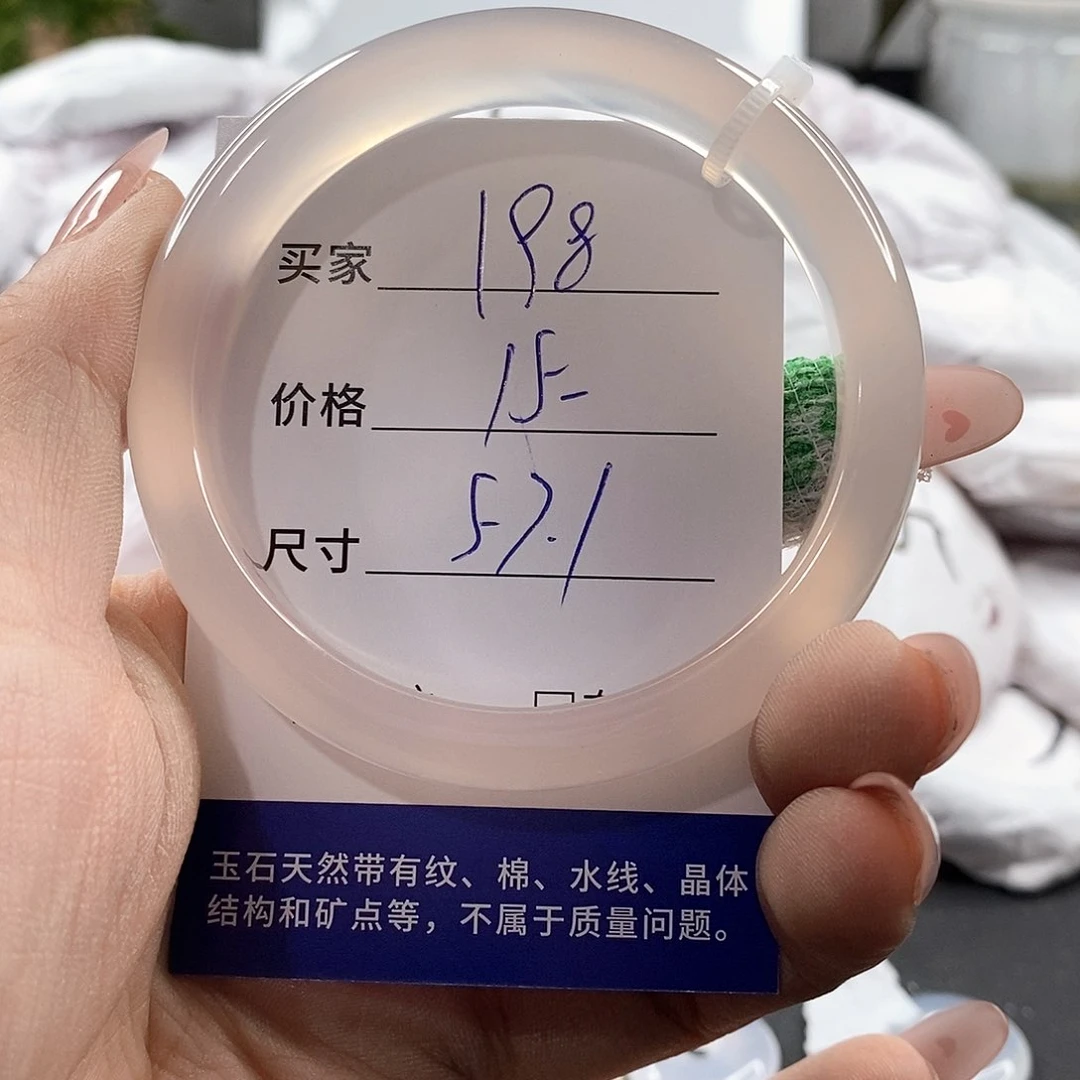 买家 198
价格 15-
尺寸 57.1
玉石天然带有纹、棉、水线、晶体
结构和矿点等，不属于质量问题。